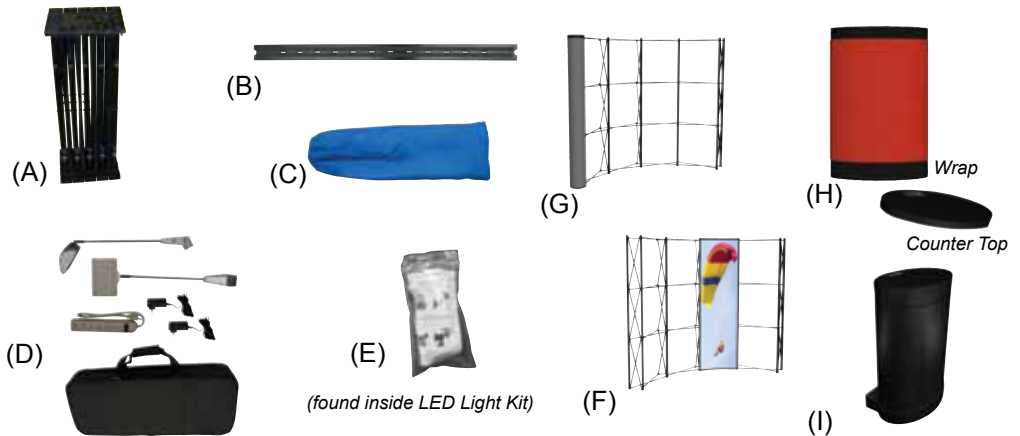 (A)
(B)
(C)
(D)
(E)
(found inside LED Light Kit)
(G)
(F)
(H)
Wrap
Counter Top
(I)